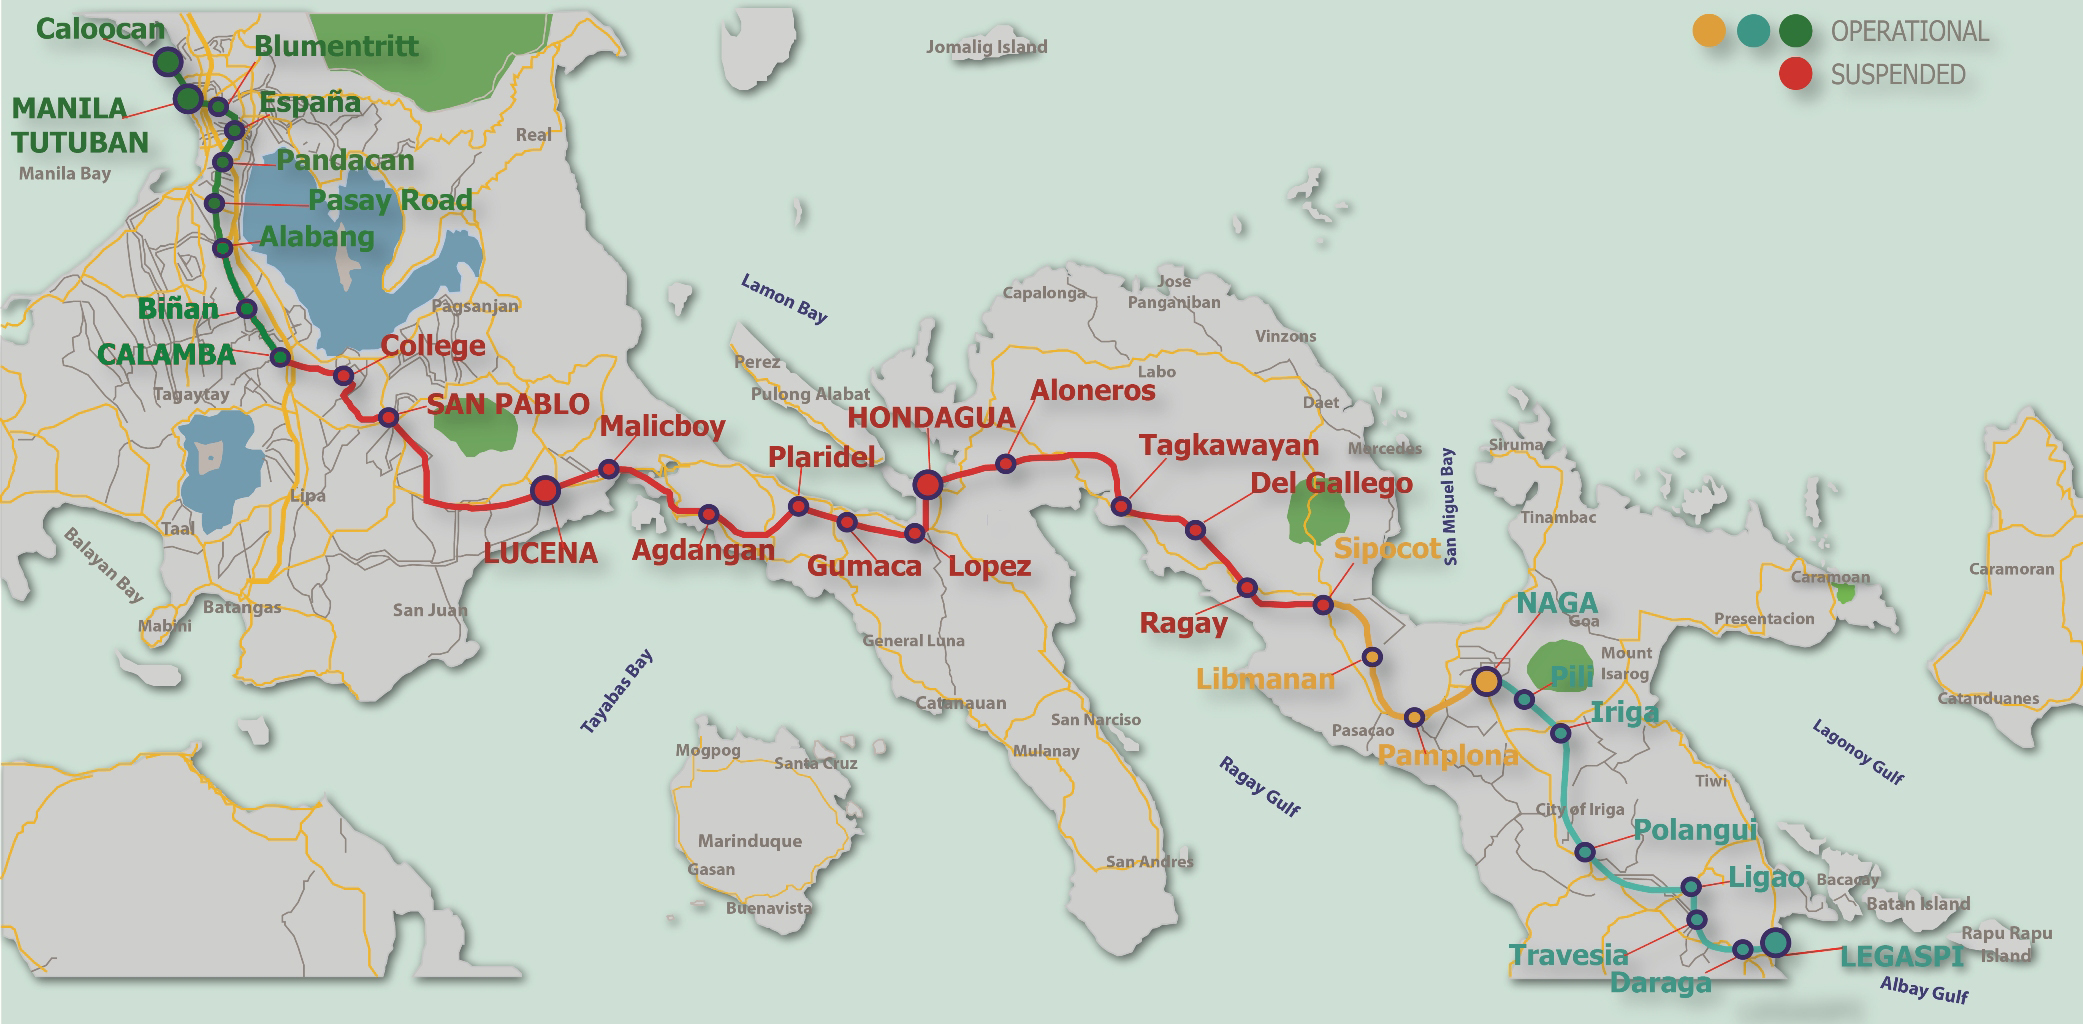 Caloocan
Blumentritt
MANILA
TUTUBAN
España
Manila Bay
Pandacan
Pasay Road
Alabang
Biñan
CALAMBA
College
Pagsanjan
Real
Jomalig Island
OPERATIONAL
SUSPENDED
Tagaytay
SAN PABLO
Malicboy
Lipa
LUCENA
Agdangan
Plaridel
Gumaca
Lopez
HONDAGUA
Aloneros
Tagkawayan
Del Gallego
Ragay
Sipocot
Libmanan
Pamplona
NAGA
Pili
Iriga
Polangui
Ligao
Travesia
Daraga
LEGASPI
Lamon Bay
Perez
Pulong Alabat
Capalonga
Jose
Panganiban
Vinzons
Labo
Daet
Mercedes
San Miguel Bay
Siruma
Tinambac
Caramoan
Presentacion
Goa
Mount
Isarog
Caramoran
Catanduanes
Lagonoy Gulf
Taal
Balayan Bay
Mabini
Batangas
San Juan
Tayabas Bay
General Luna
Catanauan
San Narciso
Mulanay
San Andres
Mogpog
Santa Cruz
Marinduque
Gasan
Buenavista
Ragay Gulf
Pasacao
City of Iriga
Tiwi
Bacacay
Batan Island
Rapu Rapu
Island
Albay Gulf